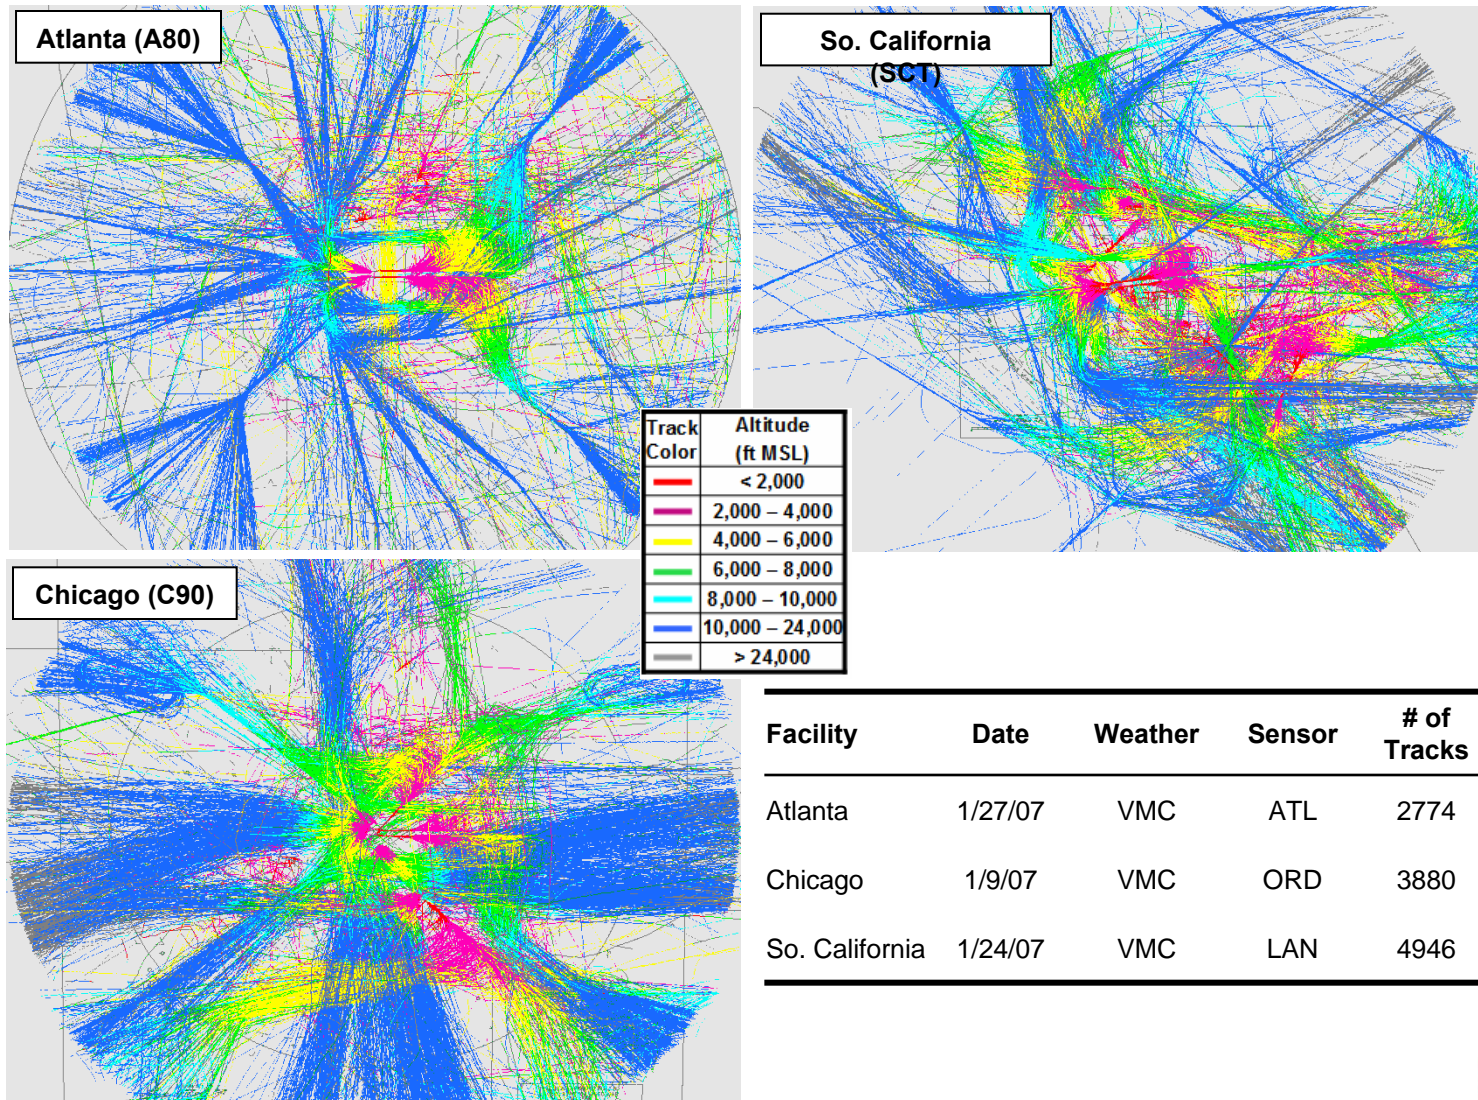 Atlanta (A80)
So. California
(SCT)
Track Color Altitude (ft MSL)
< 2,000
2,000 – 4,000
4,000 – 6,000
6,000 – 8,000
8,000 – 10,000
10,000 – 24,000
> 24,000
Chicago (C90)
Facility Date Weather Sensor # of Tracks
Atlanta 1/27/07 VMC ATL 2774
Chicago 1/9/07 VMC ORD 3880
So. California 1/24/07 VMC LAN 4946